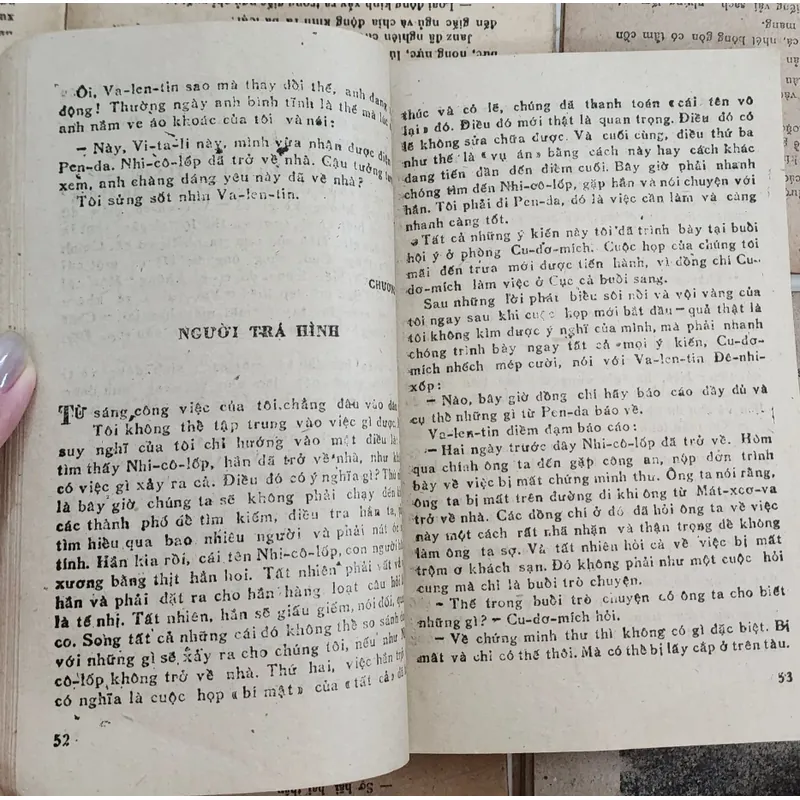 Ôi, Va-len-tin sao mà thay đổi thế, anh đang
động! Thường ngày anh bình tĩnh là thế mà lúc
anh nắm ve áo khoác của tôi và nói:
— Này, Vi-ta-li này, mình vừa nhận được điện
Pen-da. Nhi-cô-lốp đã trở về nhà. Cậu tưởng
xem, anh chàng đáng yêu này đã về nhà?
Tôi sửng sốt nhìn Va-len-tin.
CHƯƠN
NGƯỜI TRÁ HÌNH
Từ sáng công việc của tôi chẳng đâu vào đâu
Tôi không thể tập trung vào việc gì được
suy nghĩ của tôi chỉ hướng vào một điều là
tìm thấy Nhi-cô-lốp, hắn đã trở về nhà, như
có việc gì xảy ra cả. Điều đó có ý nghĩa gì? Thứ
là bây giờ chúng ta sẽ không phải chạy đến
các thành phố để tìm kiếm, điều tra hắn ta,
tìm hiểu qua bao nhiêu người và phải nát óc
tính. Hắn kia rồi, cái tên Nhi-cô-lốp, con người
xương bằng thịt hẳn hoi. Tất nhiên phải vất vả
hắn và phải đặt ra cho hắn hàng loạt câu hỏi
là tế nhị. Tất nhiên, hắn sẽ giấu giếm, nói dối, q
co. Song tất cả những cái đó không thể so sánh
với những gì sẽ xảy ra cho chúng tôi, nếu như
cô-lốp không trở về nhà. Thứ hai, việc hắn
có nghĩa là cuộc họp «bí mật» của «tất cả»
52
thúc và có lẽ, chúng đã thanh toán «cái tên vô
lại» đó. Điều đó mới thật là quan trọng. Điều đó có
lẽ không sửa chữa được. Và cuối cùng, điều thứ ba
như thế là «vụ án» bằng cách này hay cách khác
đang tiến dần đến điểm cuối. Bây giờ phải nhanh
chóng tìm đến Nhi-cô-lốp, gặp hắn và nói chuyện với
hắn. Tôi phải đi Pen-da, đó là việc cần làm và càng
nhanh càng tốt.
Tất cả những ý kiến này tôi đã trình bày tại buổi
hội ý ở phòng Cu-dơ-mích. Cuộc họp của chúng tôi
mãi đến trưa mới được tiến hành, vì đồng chí Cu-
dơ-mích làm việc ở Cục cả buổi sang.
Sau những lời phát biểu sôi nổi và vội vàng của
tôi ngay sau khi cuộc họp mới bắt đầu — quả thật là
tôi không kìm được ý nghĩ của mình, mà phải nhanh
chóng trình bày ngay tất cả mọi ý kiến, Cu-dơ-
mích nhếch mép cười, nói với Va-len-tin Đê-nhi-
xốp:
— Nào, bây giờ đồng chí hãy báo cáo đầy đủ và
cụ thể những gì từ Pen-da báo về.
Va-len-tin điềm đạm báo cáo:
— Hai ngày trước đây Nhi-cô-lốp đã trở về. Hôm
qua chính ông ta đến gặp công an, nộp đơn trình
bày về việc bị mất chứng minh thư. Ông ta nói rằng,
ông ta bị mất trên đường đi khi ông từ Mát-xcơ-va
trở về nhà. Các đồng chí ở đó đã hỏi ông ta về việc
này một cách rất nhã nhặn và thận trọng để không
làm ông ta sợ. Và tất nhiên hỏi cả về việc bị mất
trộm ở khách sạn. Đó không phải như một cuộc hỏi
cung mà chỉ là buổi trò chuyện.
— Thế trong buổi trò chuyện có ông ta cho biết
những gì? — Cu-dơ-mích hỏi.
— Về chứng minh thư thì không có gì đặc biệt. Bị
mất và chỉ có thế thôi. Mà có thể bị lấy cắp ở trên tàu.
53